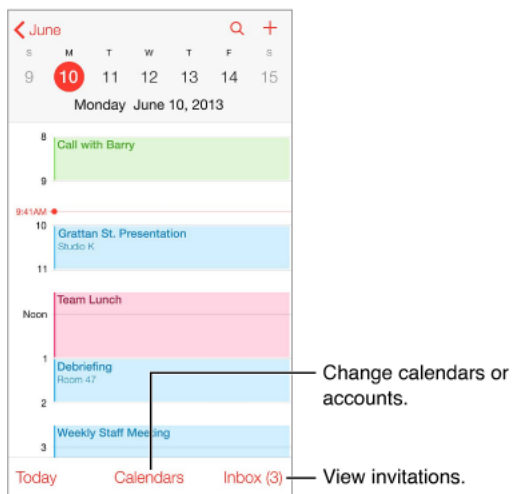 June
S M T W T F S
9 10 11 12 13 14 15
Monday June 10, 2013
8
Call with Barry
9
9:41AM
10
Grattan St. Presentation
Studio K
11
Team Lunch
Noon
1
Debriefing
Room 47
2
Weekly Staff Meeting
3
Today Calendars Inbox (3)
Change calendars or
accounts.
View invitations.